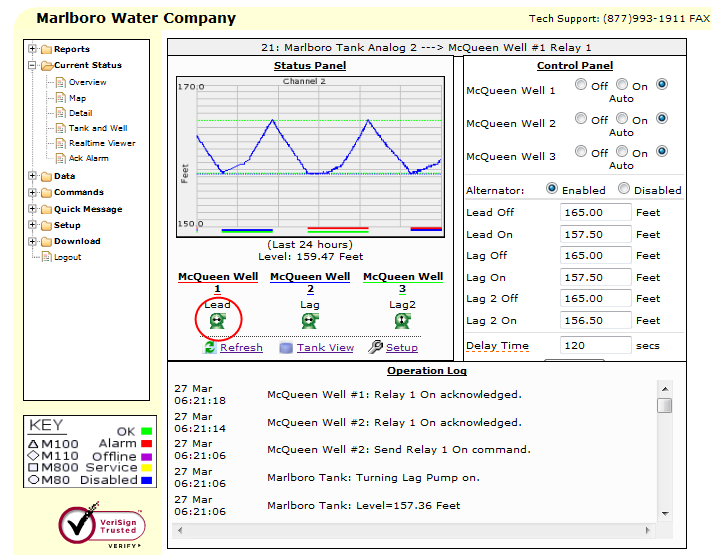 Marlboro Water Company
Tech Support: (877)993-1911 FAX
Reports
Current Status
Overview
Map
Detail
Tank and Well
Realtime Viewer
Ack Alarm
Data
Commands
Quick Message
Setup
Download
Logout
KEY
OK
M100 Alarm
M110 Offline
M800 Service
M80 Disabled
VeriSign
Trusted
VERIFY
21: Marlboro Tank Analog 2 ---> McQueen Well #1 Relay 1
Status Panel
Channel 2
170.0
Feet
150.0
(Last 24 hours)
Level: 159.47 Feet
McQueen Well 1
McQueen Well 2
McQueen Well 3
Lead
Lag
Lag2
Refresh
Tank View
Setup
Control Panel
McQueen Well 1 Off On Auto
McQueen Well 2 Off On Auto
McQueen Well 3 Off On Auto
Alternator: Enabled Disabled
Lead Off 165.00 Feet
Lead On 157.50 Feet
Lag Off 165.00 Feet
Lag On 157.50 Feet
Lag 2 Off 165.00 Feet
Lag 2 On 156.50 Feet
Delay Time 120 secs
Operation Log
27 Mar 06:21:18 McQueen Well #1: Relay 1 On acknowledged.
27 Mar 06:21:14 McQueen Well #2: Relay 1 On acknowledged.
27 Mar 06:21:06 McQueen Well #2: Send Relay 1 On command.
27 Mar 06:21:06 Marlboro Tank: Turning Lag Pump on.
27 Mar 06:21:06 Marlboro Tank: Level=157.36 Feet